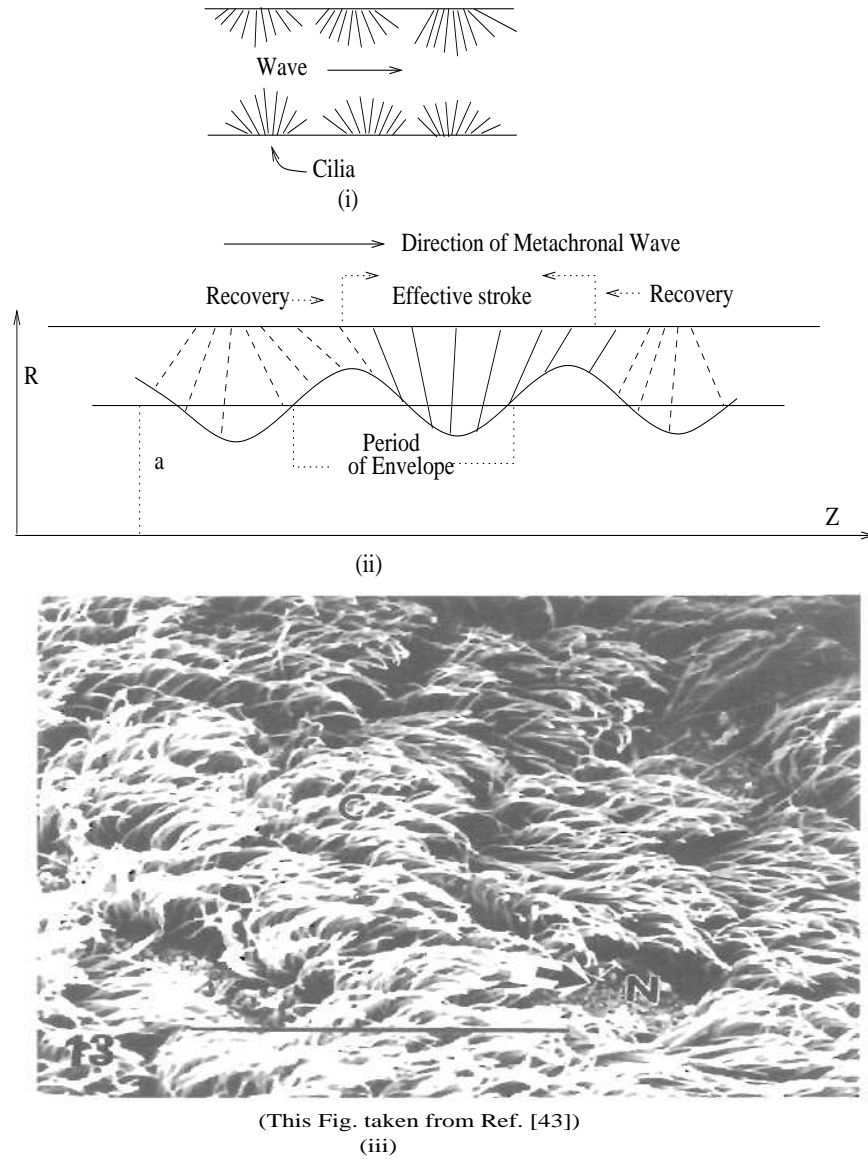 Wave
Cilia
(i)
Direction of Metachronal Wave
Recovery
Effective stroke
Recovery
R
a
Period
of Envelope
Z
(ii)
C
N
13
(This Fig. taken from Ref. [43])
(iii)